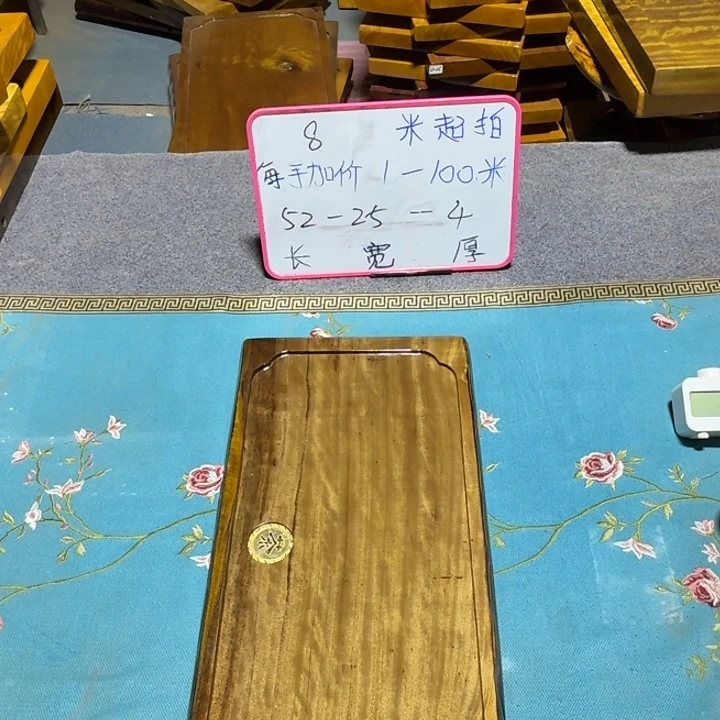 8 米起拍
每手加价 1-100米
52-25--4
长 宽 厚
茶